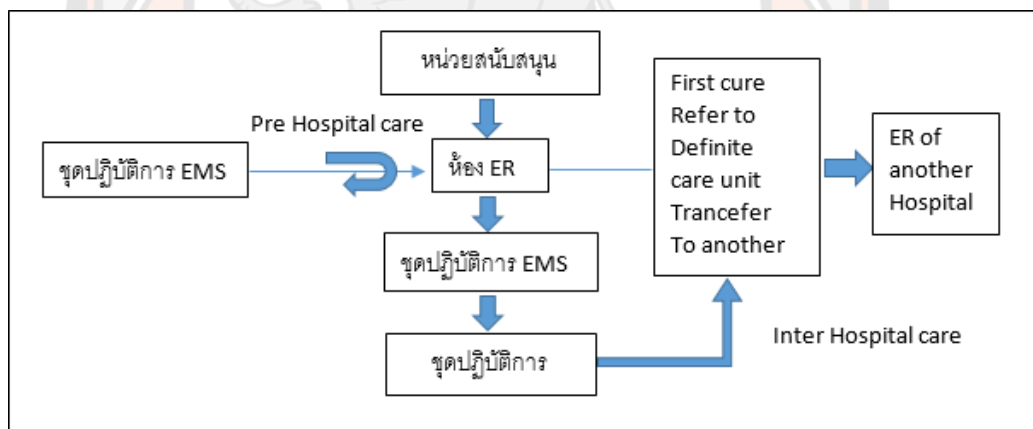 หน่วยสนับสนุน
Pre Hospital care
ชุดปฏิบัติการ EMS
ห้อง ER
First cure
Refer to
Definite
care unit
Trancefer
To another
ER of
another
Hospital
ชุดปฏิบัติการ EMS
ชุดปฏิบัติการ
Inter Hospital care